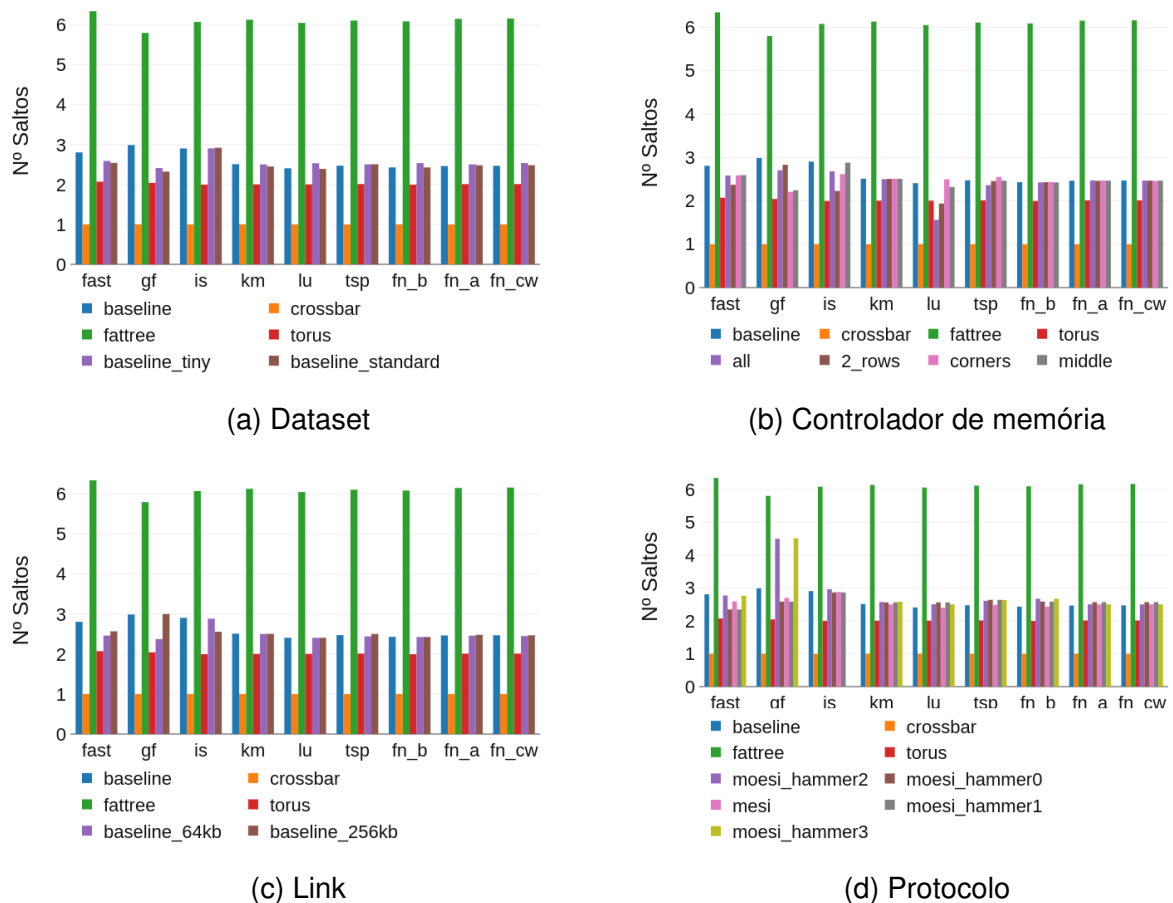 Nº Saltos
6
5
4
3
2
1
0
fast gf is km lu tsp fn_b fn_a fn_cw
baseline crossbar
fattree torus
baseline_tiny baseline_standard
(a) Dataset
Nº Saltos
6
5
4
3
2
1
0
fast gf is km lu tsp fn_b fn_a fn_cw
baseline crossbar fattree torus
all 2_rows corners middle
(b) Controlador de memória
Nº Saltos
6
5
4
3
2
1
0
fast gf is km lu tsp fn_b fn_a fn_cw
baseline crossbar
fattree torus
baseline_64kb baseline_256kb
(c) Link
Nº Saltos
6
5
4
3
2
1
0
fast gf is km lu tsp fn_b fn_a fn_cw
baseline crossbar
fattree torus
moesi_hammer2 moesi_hammer0
mesi moesi_hammer1
moesi_hammer3
(d) Protocolo